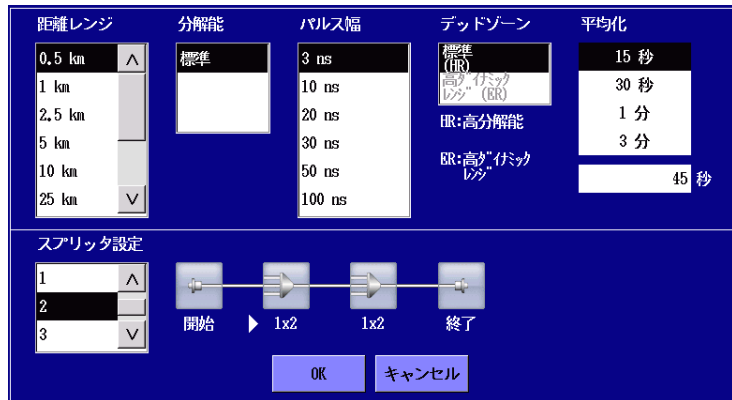 距離レンジ
0.5 km
1 km
2.5 km
5 km
10 km
25 km
分解能
標準
パルス幅
3 ns
10 ns
20 ns
30 ns
50 ns
100 ns
デッドゾーン
標準
(HR)
高ダイナミック
レンジ (ER)
HR:高分解能
ER:高ダイナミック
レンジ
平均化
15 秒
30 秒
1 分
3 分
45 秒
スプリッタ設定
1
2
3
開始
1x2
1x2
終了
OK
キャンセル